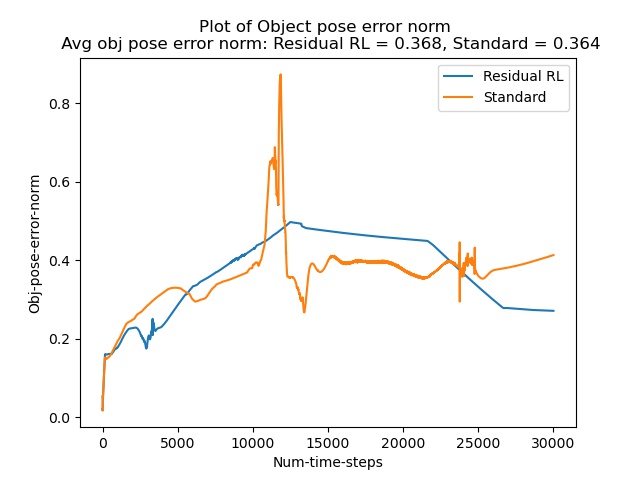 Plot of Object pose error norm
Avg obj pose error norm: Residual RL = 0.368, Standard = 0.364
Residual RL
Standard
0.8
0.6
0.4
0.2
0.0
Obj-pose-error-norm
0 5000 10000 15000 20000 25000 30000
Num-time-steps